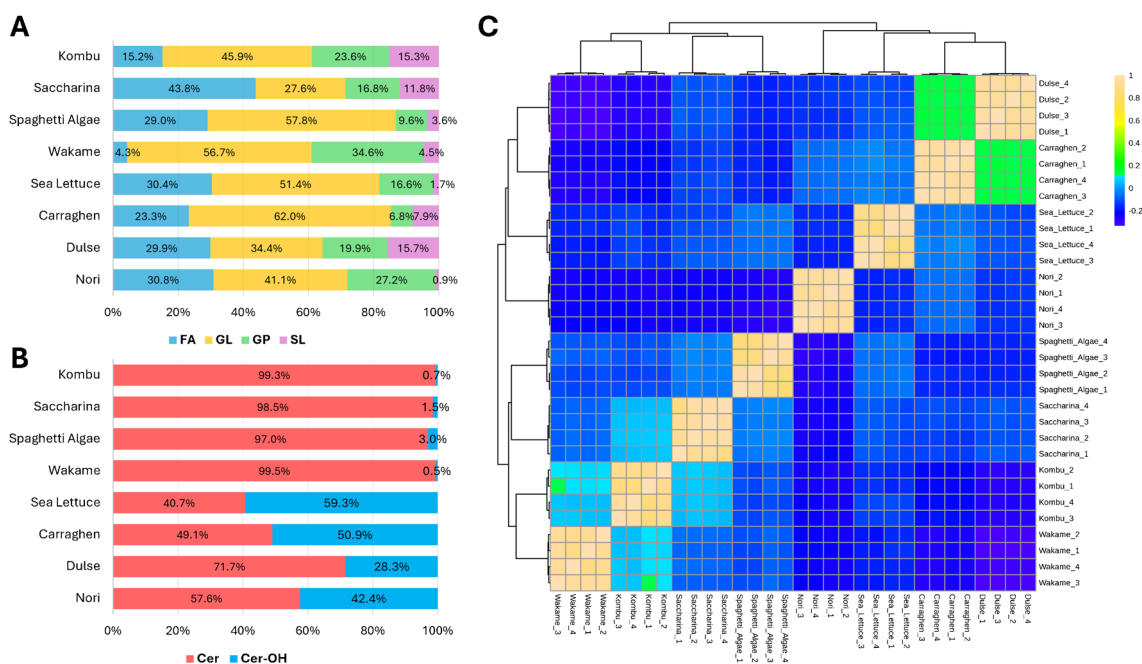 A
Kombu 15.2% 45.9% 23.6% 15.3%
Saccharina 43.8% 27.6% 16.8% 11.8%
Spaghetti Algae 29.0% 57.8% 9.6% 3.6%
Wakame 4.3% 56.7% 34.6% 4.5%
Sea Lettuce 30.4% 51.4% 16.6% 1.7%
Carraghen 23.3% 62.0% 6.8% 7.9%
Dulse 29.9% 34.4% 19.9% 15.7%
Nori 30.8% 41.1% 27.2% 0.9%
0% 20% 40% 60% 80% 100%
FA GL GP SL
B
Kombu 99.3% 0.7%
Saccharina 98.5% 1.5%
Spaghetti Algae 97.0% 3.0%
Wakame 99.5% 0.5%
Sea Lettuce 40.7% 59.3%
Carraghen 49.1% 50.9%
Dulse 71.7% 28.3%
Nori 57.6% 42.4%
0% 20% 40% 60% 80% 100%
Cer Cer-OH
C
Dulse_4
Dulse_2
Dulse_3
Dulse_1
Carraghen_2
Carraghen_1
Carraghen_4
Carraghen_3
Sea_Lettuce_2
Sea_Lettuce_1
Sea_Lettuce_4
Sea_Lettuce_3
Nori_2
Nori_1
Nori_4
Nori_3
Spaghetti_Algae_4
Spaghetti_Algae_3
Spaghetti_Algae_2
Spaghetti_Algae_1
Saccharina_4
Saccharina_3
Saccharina_2
Saccharina_1
Kombu_2
Kombu_1
Kombu_4
Kombu_3
Wakame_2
Wakame_1
Wakame_4
Wakame_3
Wakame_3
Wakame_4
Wakame_1
Wakame_2
Kombu_3
Kombu_4
Kombu_1
Kombu_2
Saccharina_1
Saccharina_2
Saccharina_3
Saccharina_4
Spaghetti_Algae_1
Spaghetti_Algae_2
Spaghetti_Algae_3
Spaghetti_Algae_4
Nori_3
Nori_4
Nori_1
Nori_2
Sea_Lettuce_3
Sea_Lettuce_4
Sea_Lettuce_1
Sea_Lettuce_2
Carraghen_3
Carraghen_4
Carraghen_1
Carraghen_2
Dulse_1
Dulse_3
Dulse_2
Dulse_4
1
0.8
0.6
0.4
0.2
0
-0.2